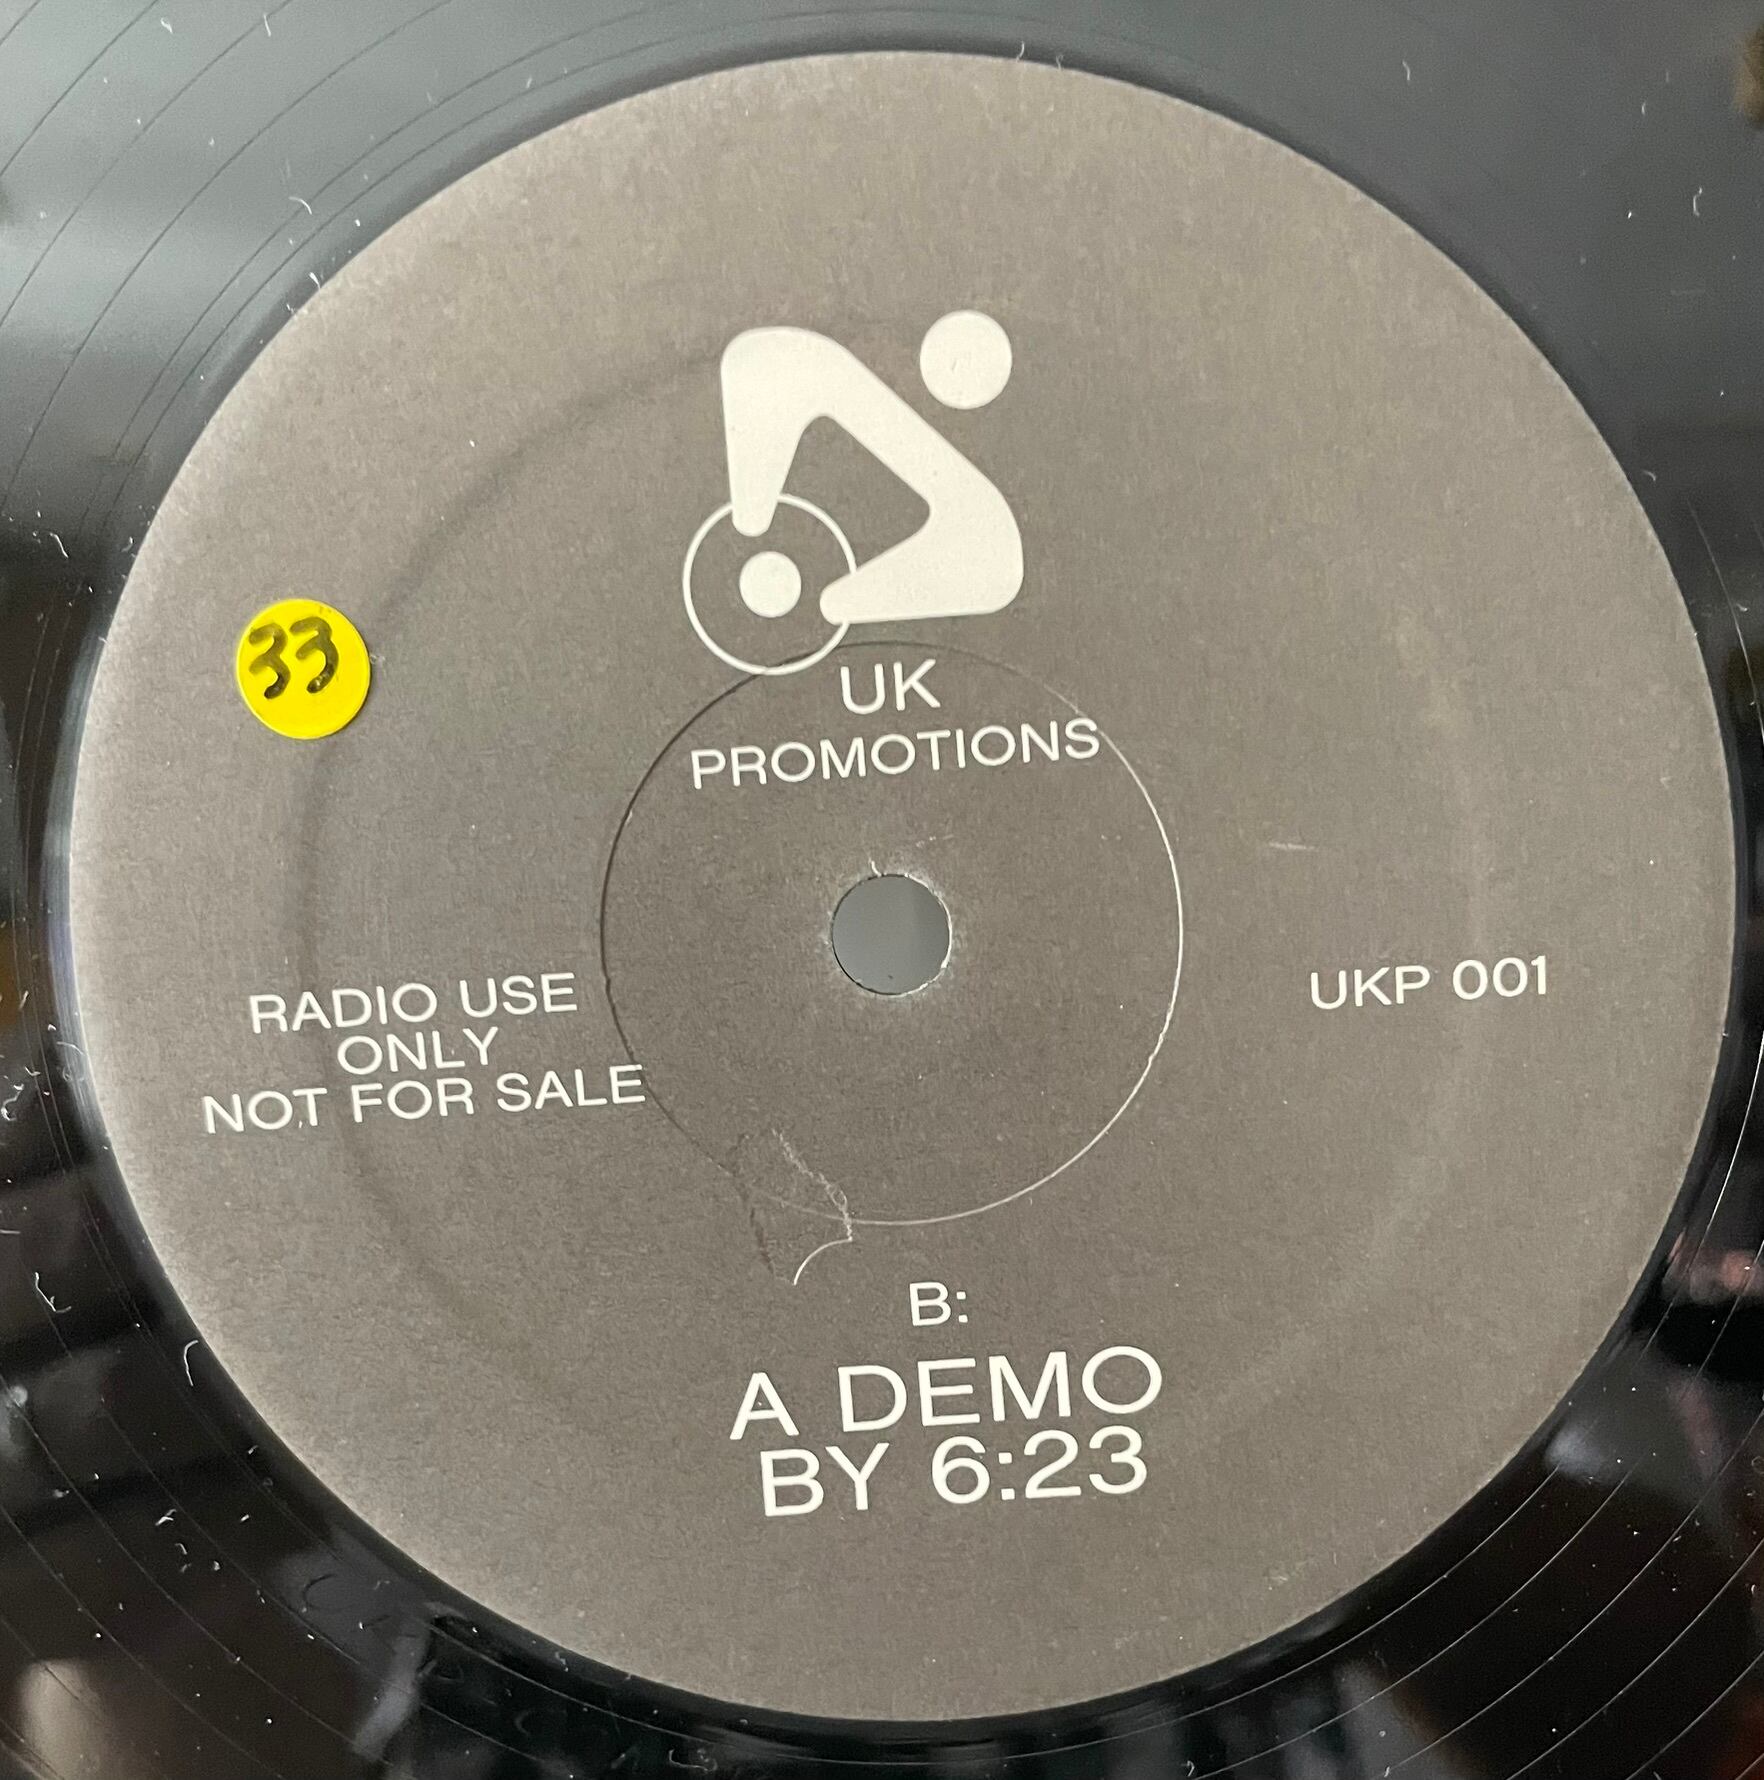 33
UK
PROMOTIONS
RADIO USE
ONLY
NOT FOR SALE
UKP 001
B:
A DEMO
BY 6:23